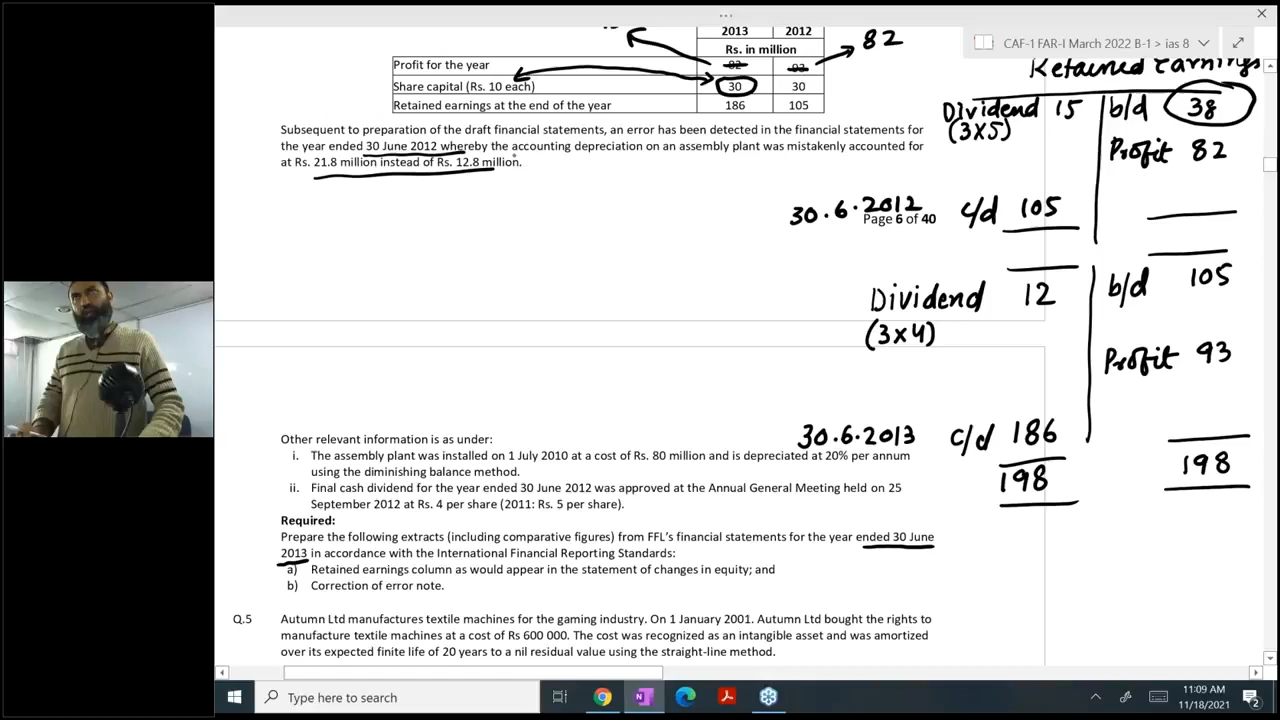 CAF-1 FAR-I March 2022 B-1 > ias 8
2013 2012
Rs. in million
Profit for the year
82
Share capital (Rs. 10 each) 30 30
Retained earnings at the end of the year 186 105
Subsequent to preparation of the draft financial statements, an error has been detected in the financial statements for
the year ended 30 June 2012 whereby the accounting depreciation on an assembly plant was mistakenly accounted for
at Rs. 21.8 million instead of Rs. 12.8 million.
Page 6 of 40
Retained earnings
Dividend 15 b/d 38
(3x5)
Profit 82
30.6.2012 c/d 105
b/d 105
Dividend 12
(3x4)
Profit 93
30.6.2013 c/d 186
198 198
Other relevant information is as under:
i. The assembly plant was installed on 1 July 2010 at a cost of Rs. 80 million and is depreciated at 20% per annum
using the diminishing balance method.
ii. Final cash dividend for the year ended 30 June 2012 was approved at the Annual General Meeting held on 25
September 2012 at Rs. 4 per share (2011: Rs. 5 per share).
Required:
Prepare the following extracts (including comparative figures) from FFL's financial statements for the year ended 30 June
2013 in accordance with the International Financial Reporting Standards:
a) Retained earnings column as would appear in the statement of changes in equity; and
b) Correction of error note.
Q.5 Autumn Ltd manufactures textile machines for the gaming industry. On 1 January 2001. Autumn Ltd bought the rights to
manufacture textile machines at a cost of Rs 600 000. The cost was recognized as an intangible asset and was amortized
over its expected finite life of 20 years to a nil residual value using the straight-line method.
Type here to search
11:09 AM
11/18/2021
2